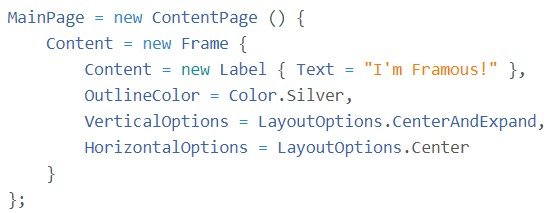 MainPage = new ContentPage () {
    Content = new Frame {
        Content = new Label { Text = "I'm Framous!" },
        OutlineColor = Color.Silver,
        VerticalOptions = LayoutOptions.CenterAndExpand,
        HorizontalOptions = LayoutOptions.Center
    }
};